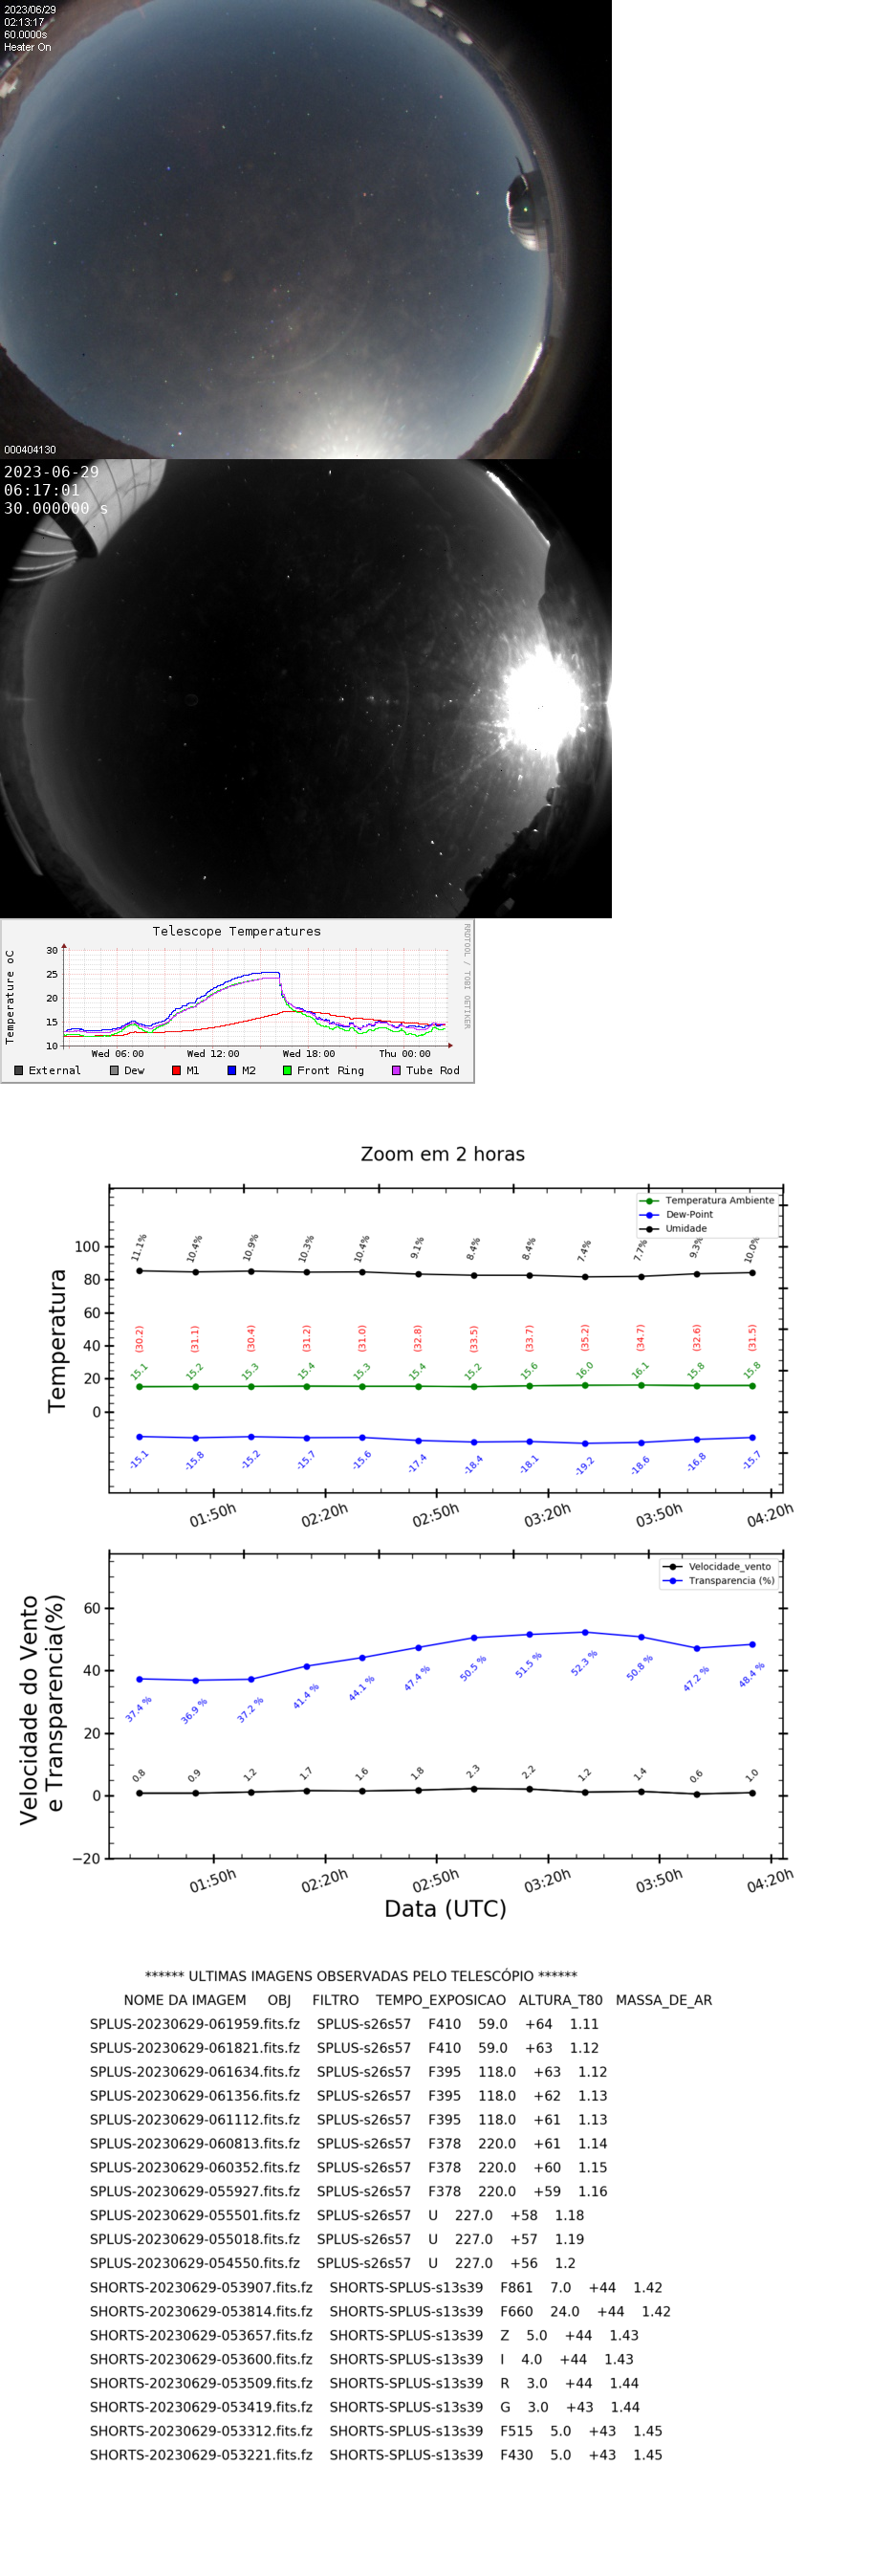 2023/06/29
02:13:17
60.0000s
Heater On
000404130
2023-06-29
06:17:01
30.000000 s
Telescope Temperatures
RRDTOOL / TOBI OETIKER
Temperature oC
30
25
20
15
10
Wed 06:00 Wed 12:00 Wed 18:00 Thu 00:00
External Dew M1 M2 Front Ring Tube Rod
Zoom em 2 horas
Temperatura Ambiente
Dew-Point
Umidade
Temperatura
100
80
60
40
20
0
11.1% 10.4% 10.9% 10.3% 10.4% 9.1% 8.4% 8.4% 7.4% 7.7% 9.3% 10.0%
(30.2) (31.1) (30.4) (31.2) (31.0) (32.8) (33.5) (33.7) (35.2) (34.7) (32.6) (31.5)
15.1 15.2 15.3 15.4 15.3 15.4 15.2 15.6 16.0 16.1 15.8 15.8
-15.1 -15.8 -15.2 -15.7 -15.6 -17.4 -18.4 -18.1 -19.2 -18.6 -16.8 -15.7
01:50h 02:20h 02:50h 03:20h 03:50h 04:20h
Velocidade_vento
Transparencia (%)
Velocidade do Vento
e Transparencia(%)
60
40
20
0
−20
37.4 % 36.9 % 37.2 % 41.4 % 44.1 % 47.4 % 50.5 % 51.5 % 52.3 % 50.8 % 47.2 % 48.4 %
0.8 0.9 1.2 1.7 1.6 1.8 2.3 2.2 1.2 1.4 0.6 1.0
01:50h 02:20h 02:50h 03:20h 03:50h 04:20h
Data (UTC)
****** ULTIMAS IMAGENS OBSERVADAS PELO TELESCÓPIO ******
NOME DA IMAGEM OBJ FILTRO TEMPO_EXPOSICAO ALTURA_T80 MASSA_DE_AR
SPLUS-20230629-061959.fits.fz SPLUS-s26s57 F410 59.0 +64 1.11
SPLUS-20230629-061821.fits.fz SPLUS-s26s57 F410 59.0 +63 1.12
SPLUS-20230629-061634.fits.fz SPLUS-s26s57 F395 118.0 +63 1.12
SPLUS-20230629-061356.fits.fz SPLUS-s26s57 F395 118.0 +62 1.13
SPLUS-20230629-061112.fits.fz SPLUS-s26s57 F395 118.0 +61 1.13
SPLUS-20230629-060813.fits.fz SPLUS-s26s57 F378 220.0 +61 1.14
SPLUS-20230629-060352.fits.fz SPLUS-s26s57 F378 220.0 +60 1.15
SPLUS-20230629-055927.fits.fz SPLUS-s26s57 F378 220.0 +59 1.16
SPLUS-20230629-055501.fits.fz SPLUS-s26s57 U 227.0 +58 1.18
SPLUS-20230629-055018.fits.fz SPLUS-s26s57 U 227.0 +57 1.19
SPLUS-20230629-054550.fits.fz SPLUS-s26s57 U 227.0 +56 1.2
SHORTS-20230629-053907.fits.fz SHORTS-SPLUS-s13s39 F861 7.0 +44 1.42
SHORTS-20230629-053814.fits.fz SHORTS-SPLUS-s13s39 F660 24.0 +44 1.42
SHORTS-20230629-053657.fits.fz SHORTS-SPLUS-s13s39 Z 5.0 +44 1.43
SHORTS-20230629-053600.fits.fz SHORTS-SPLUS-s13s39 I 4.0 +44 1.43
SHORTS-20230629-053509.fits.fz SHORTS-SPLUS-s13s39 R 3.0 +44 1.44
SHORTS-20230629-053419.fits.fz SHORTS-SPLUS-s13s39 G 3.0 +43 1.44
SHORTS-20230629-053312.fits.fz SHORTS-SPLUS-s13s39 F515 5.0 +43 1.45
SHORTS-20230629-053221.fits.fz SHORTS-SPLUS-s13s39 F430 5.0 +43 1.45